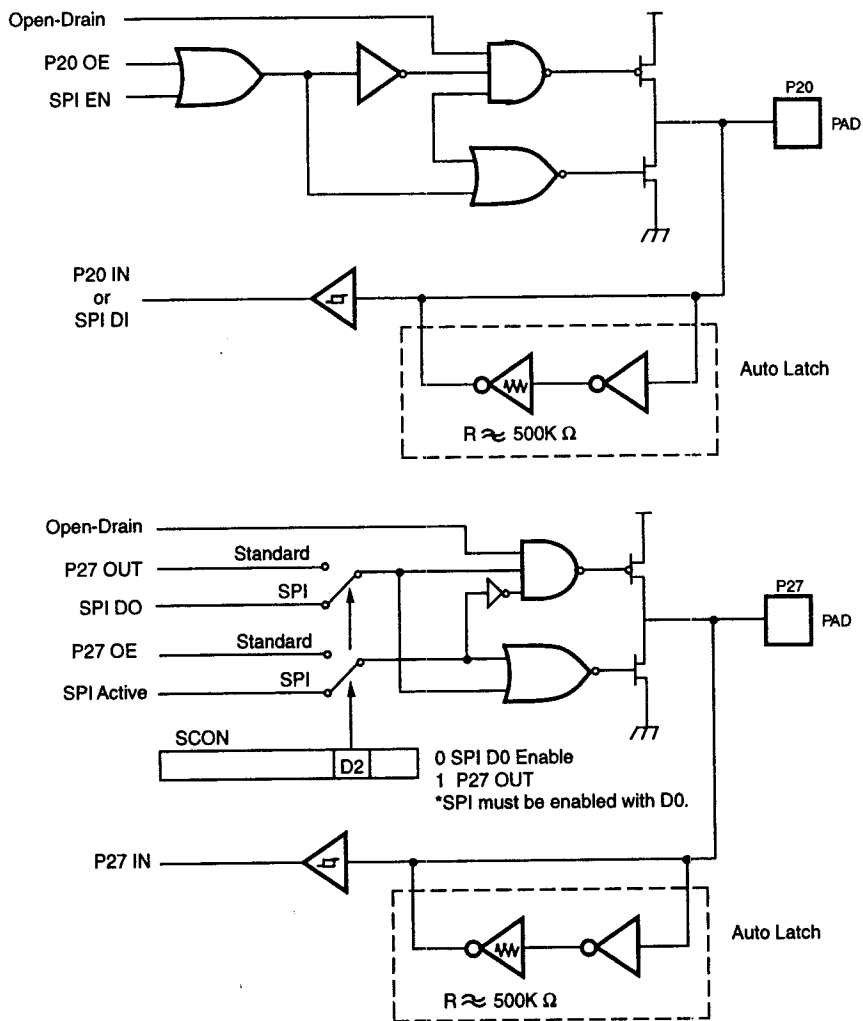 Open-Drain
P20 OE
SPI EN
P20
PAD
P20 IN
or
SPI DI
Auto Latch
R ≈ 500K Ω
Open-Drain
P27 OUT
Standard
SPI DO
SPI
P27 OE
Standard
SPI Active
SPI
P27
PAD
SCON
D2
0 SPI D0 Enable
1 P27 OUT
*SPI must be enabled with D0.
P27 IN
Auto Latch
R ≈ 500K Ω